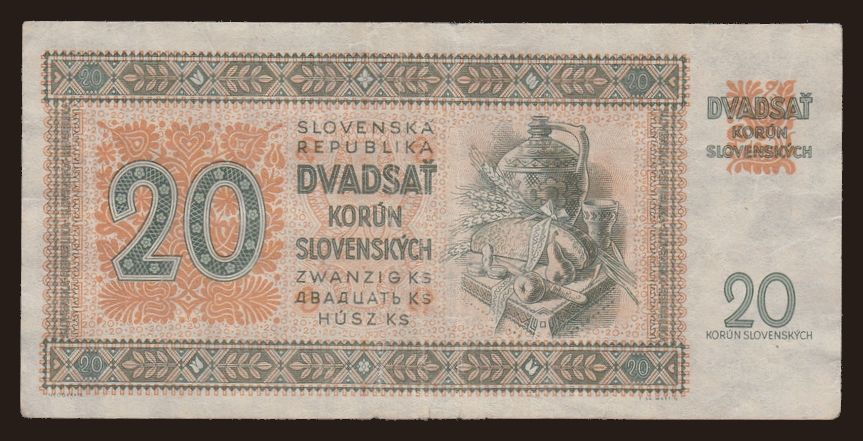 20
20
SLOVENSKÁ
REPUBLIKA
DVADSAŤ
KORÚN
SLOVENSKÝCH
ZWANZIG KS
ДВАДЦАТЬ KS
HÚSZ KS
20
20
20
DVADSAŤ
KORÚN
SLOVENSKÝCH
20
KORÚN SLOVENSKÝCH